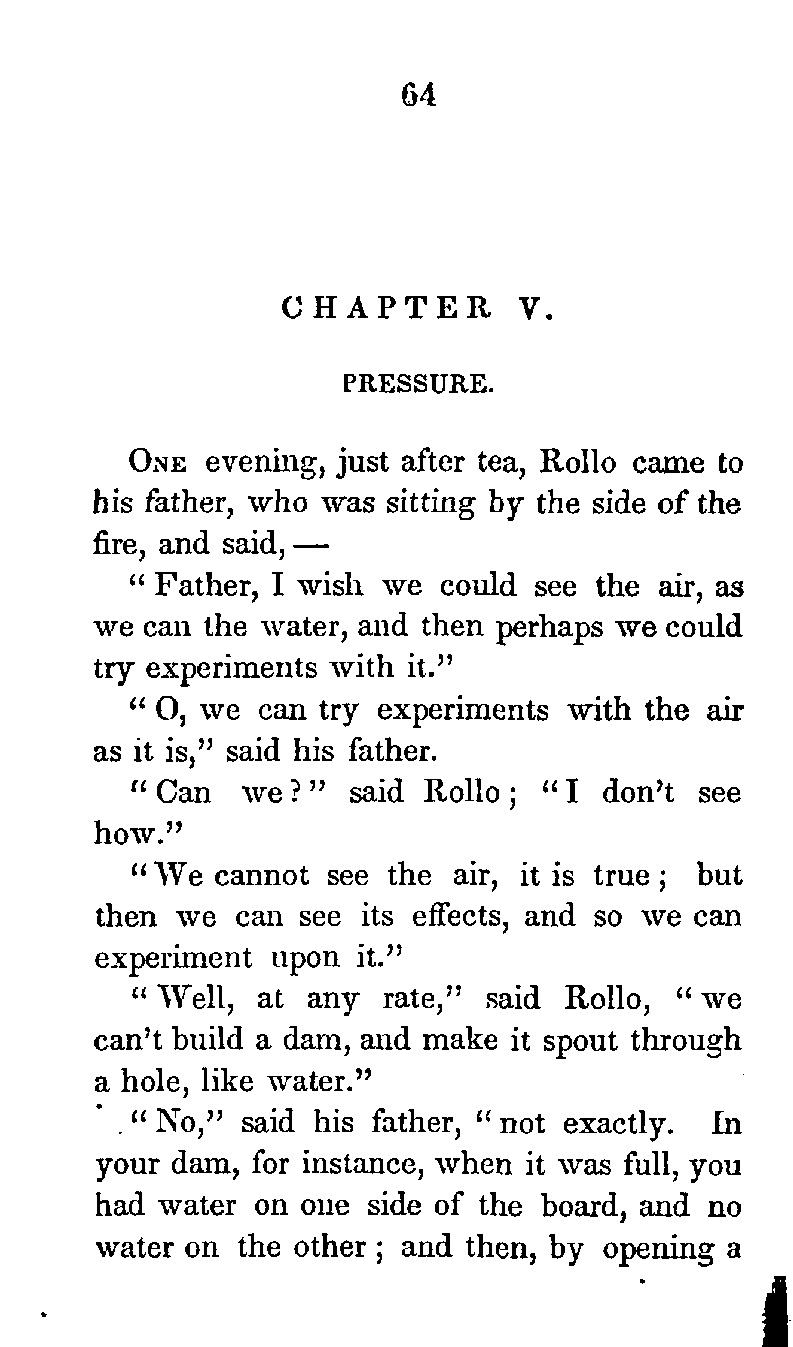 64
CHAPTER V.
PRESSURE.
ONE evening, just after tea, Rollo came to
his father, who was sitting by the side of the
fire, and said, —
“ Father, I wish we could see the air, as
we can the water, and then perhaps we could
try experiments with it.”
“ O, we can try experiments with the air
as it is,” said his father.
“ Can we ? ” said Rollo ; “ I don’t see
how.”
“ We cannot see the air, it is true ; but
then we can see its effects, and so we can
experiment upon it.”
“ Well, at any rate,” said Rollo, “ we
can’t build a dam, and make it spout through
a hole, like water.”
“ No,” said his father, “ not exactly. In
your dam, for instance, when it was full, you
had water on one side of the board, and no
water on the other ; and then, by opening a